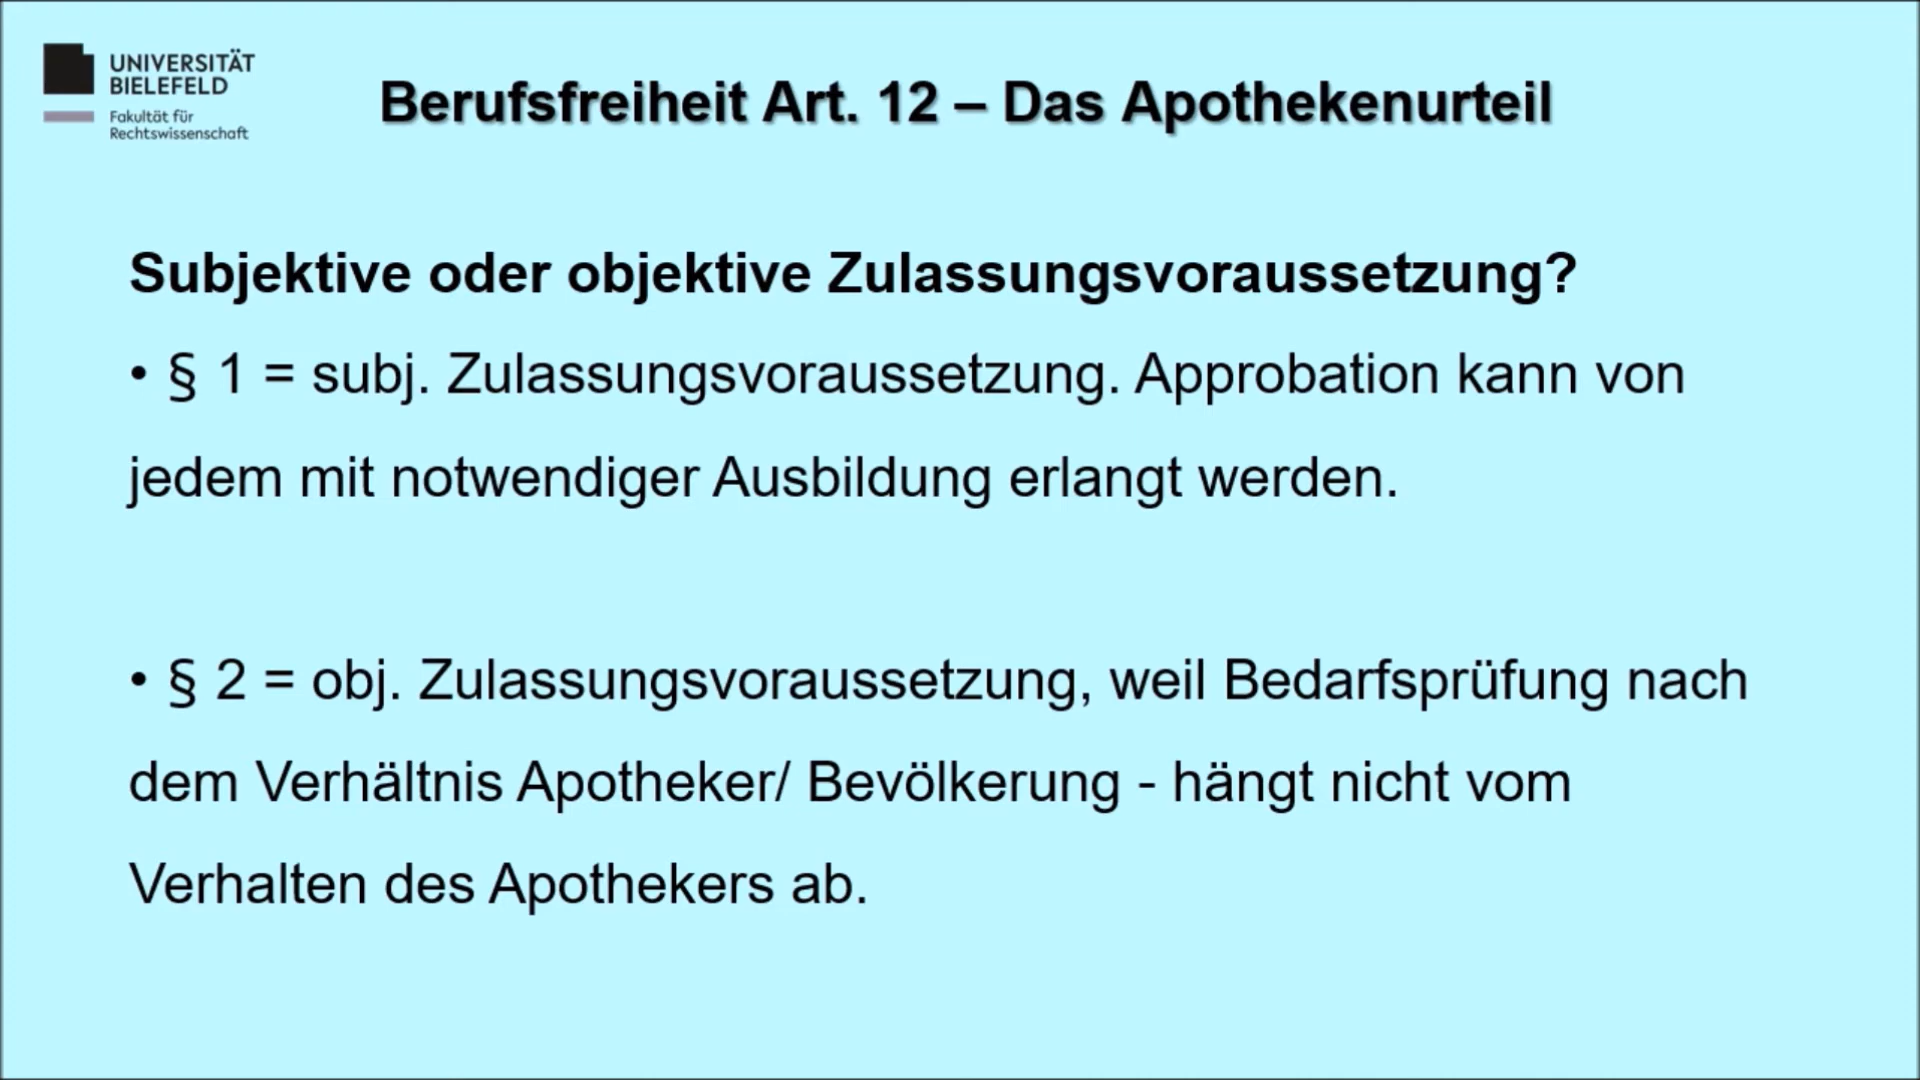 UNIVERSITÄT
BIELEFELD
Fakultät für
Rechtswissenschaft
Berufsfreiheit Art. 12 – Das Apothekenurteil
Subjektive oder objektive Zulassungsvoraussetzung?
• § 1 = subj. Zulassungsvoraussetzung. Approbation kann von
jedem mit notwendiger Ausbildung erlangt werden.
• § 2 = obj. Zulassungsvoraussetzung, weil Bedarfsprüfung nach
dem Verhältnis Apotheker/ Bevölkerung - hängt nicht vom
Verhalten des Apothekers ab.